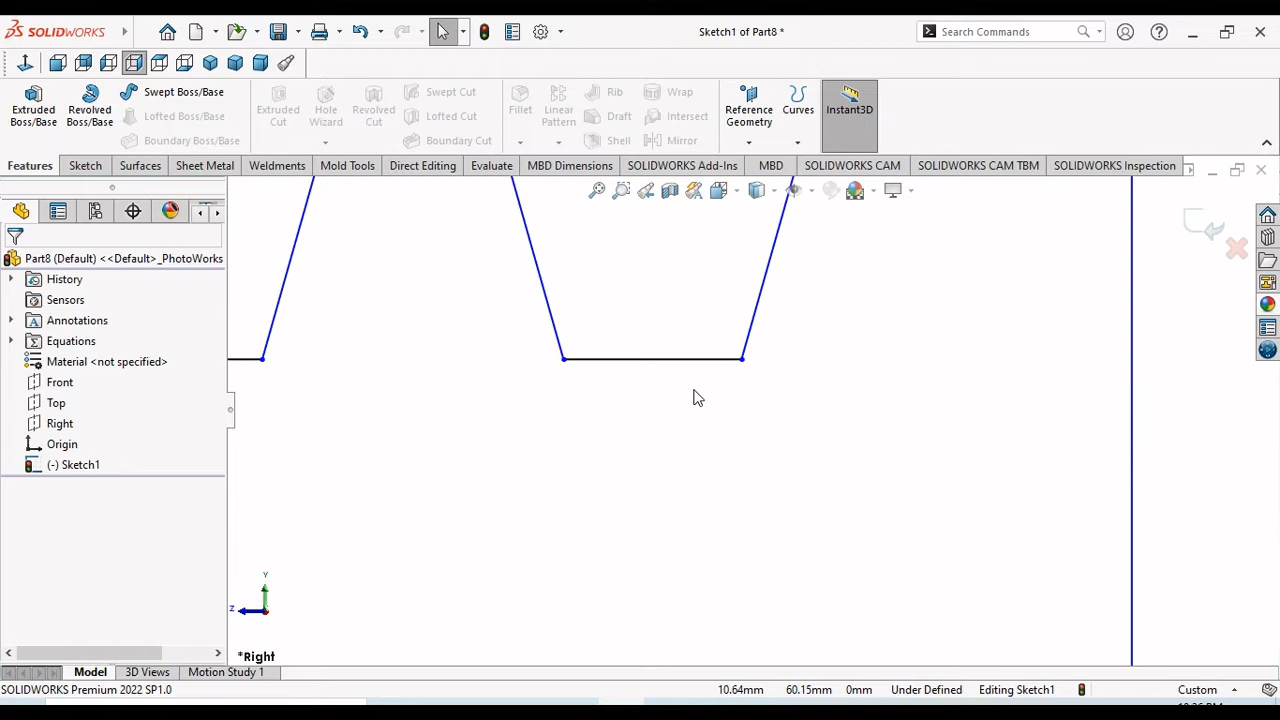 SOLIDWORKS
Sketch1 of Part8 *
Search Commands
Extruded Boss/Base
Revolved Boss/Base
Swept Boss/Base
Lofted Boss/Base
Boundary Boss/Base
Extruded Cut
Hole Wizard
Revolved Cut
Swept Cut
Lofted Cut
Boundary Cut
Fillet
Linear Pattern
Rib
Draft
Shell
Wrap
Intersect
Mirror
Reference Geometry
Curves
Instant3D
Features
Sketch
Surfaces
Sheet Metal
Weldments
Mold Tools
Direct Editing
Evaluate
MBD Dimensions
SOLIDWORKS Add-Ins
MBD
SOLIDWORKS CAM
SOLIDWORKS CAM TBM
SOLIDWORKS Inspection
Part8 (Default) <<Default>_PhotoWorks
History
Sensors
Annotations
Equations
Material <not specified>
Front
Top
Right
Origin
(-) Sketch1
Y
Z
*Right
Model
3D Views
Motion Study 1
SOLIDWORKS Premium 2022 SP1.0
10.64mm
60.15mm
0mm
Under Defined
Editing Sketch1
Custom